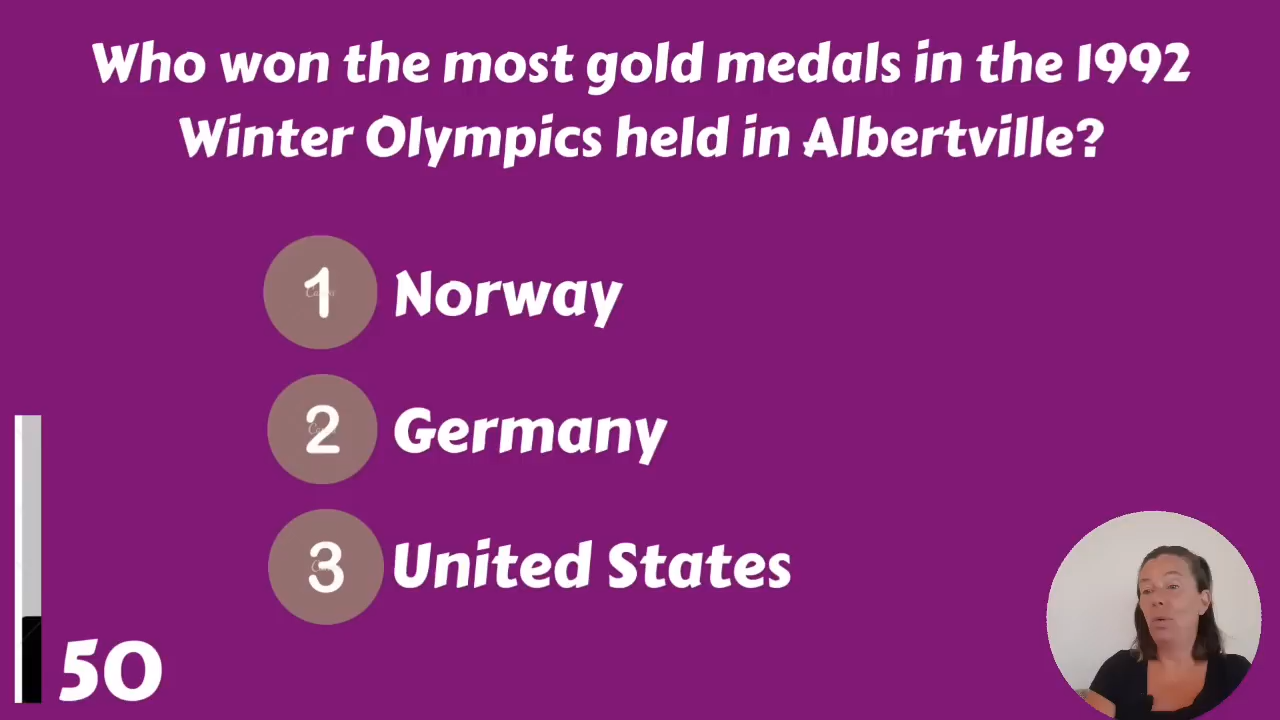 Who won the most gold medals in the 1992
Winter Olympics held in Albertville?
1 Norway
2 Germany
3 United States
50